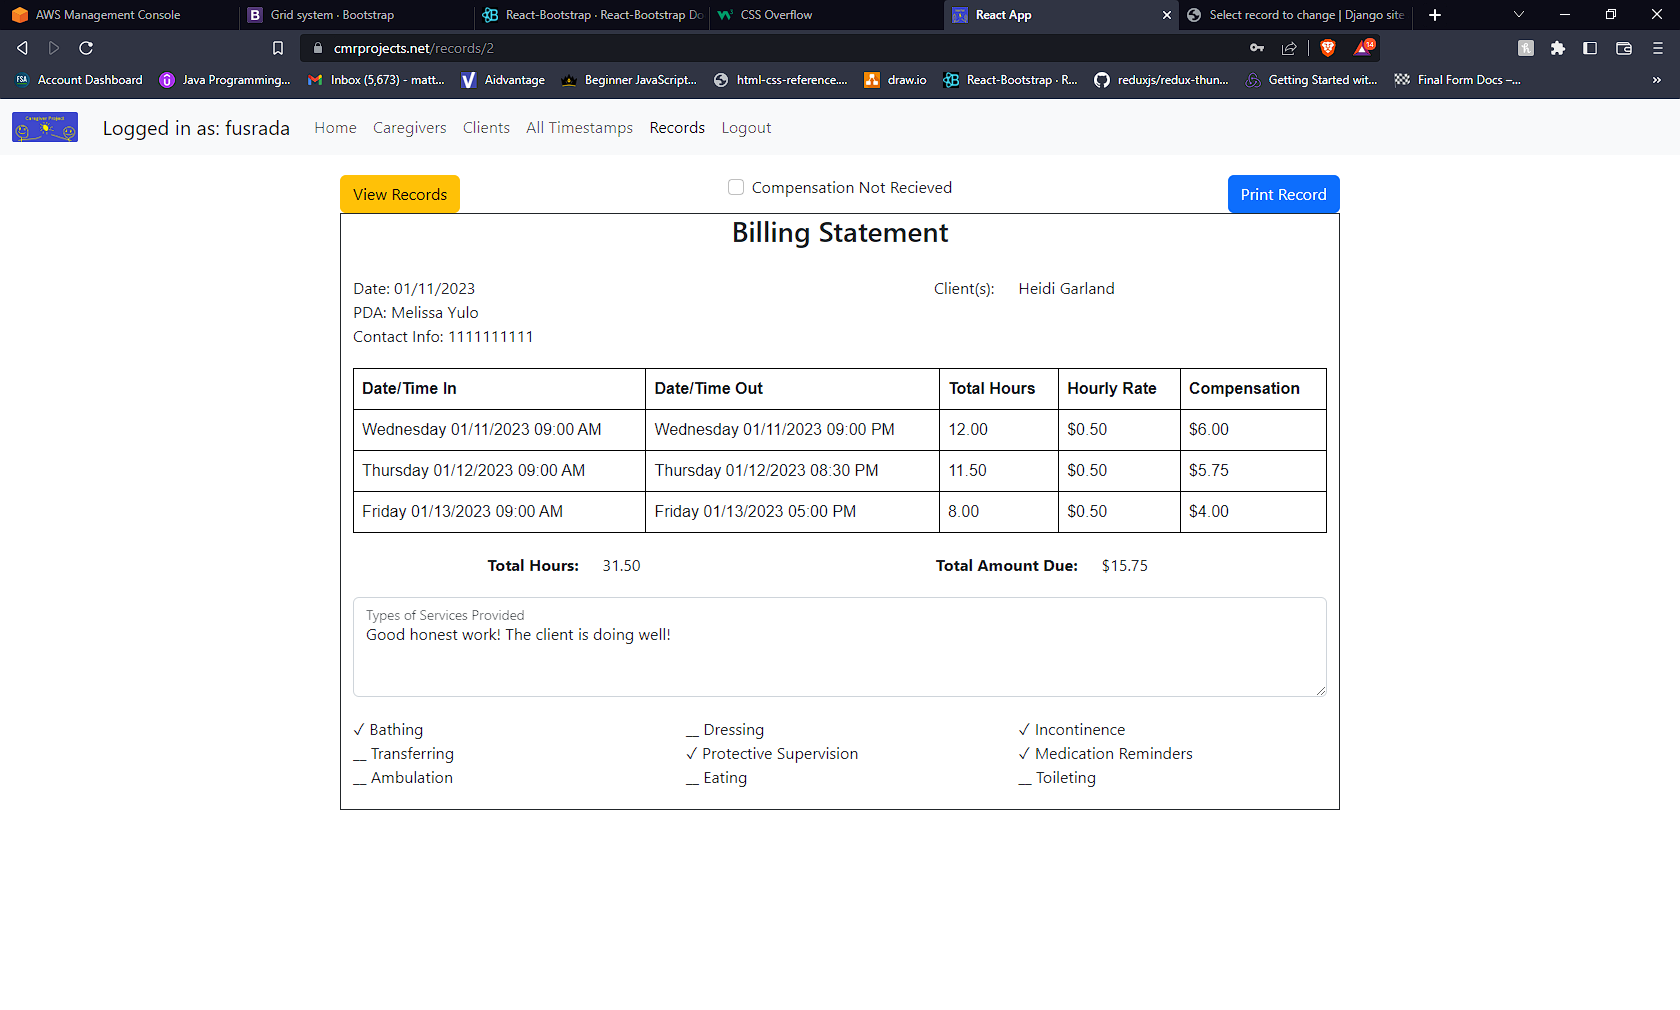 AWS Management Console
Grid system · Bootstrap
React-Bootstrap · React-Bootstrap Do
CSS Overflow
React App
Select record to change | Django site
cmrprojects.net/records/2
14
Account Dashboard
Java Programming...
Inbox (5,673) - matt...
Aidvantage
Beginner JavaScript...
html-css-reference....
draw.io
React-Bootstrap · R...
reduxjs/redux-thun...
Getting Started wit...
Final Form Docs –...
Caregiver Project
Logged in as: fusrada
Home
Caregivers
Clients
All Timestamps
Records
Logout
View Records
Compensation Not Recieved
Print Record
Billing Statement
Date: 01/11/2023
Client(s): Heidi Garland
PDA: Melissa Yulo
Contact Info: 1111111111
Date/Time In Date/Time Out Total Hours Hourly Rate Compensation
Wednesday 01/11/2023 09:00 AM Wednesday 01/11/2023 09:00 PM 12.00 $0.50 $6.00
Thursday 01/12/2023 09:00 AM Thursday 01/12/2023 08:30 PM 11.50 $0.50 $5.75
Friday 01/13/2023 09:00 AM Friday 01/13/2023 05:00 PM 8.00 $0.50 $4.00
Total Hours: 31.50 Total Amount Due: $15.75
Types of Services Provided
Good honest work! The client is doing well!
✓ Bathing __ Dressing ✓ Incontinence
__ Transferring ✓ Protective Supervision ✓ Medication Reminders
__ Ambulation __ Eating __ Toileting